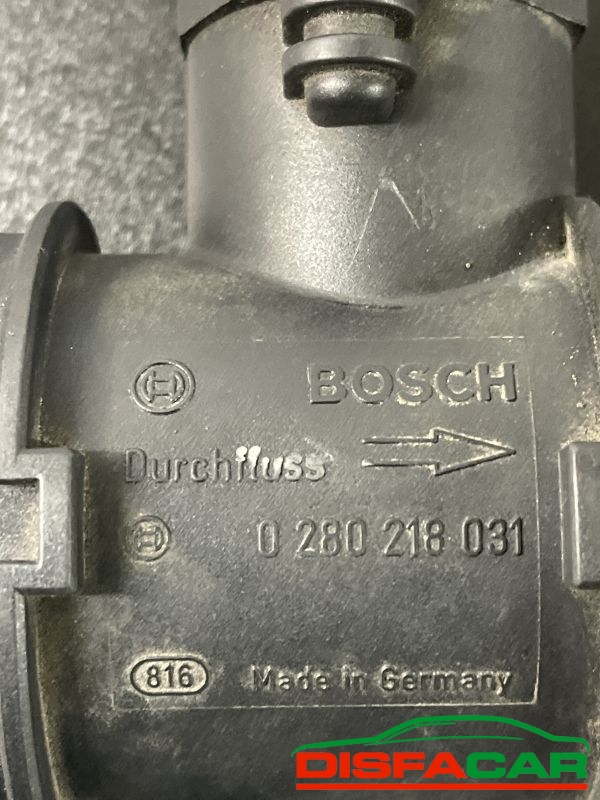 BOSCH
Durchfluss
0 280 218 031
816 Made in Germany
DISFACAR